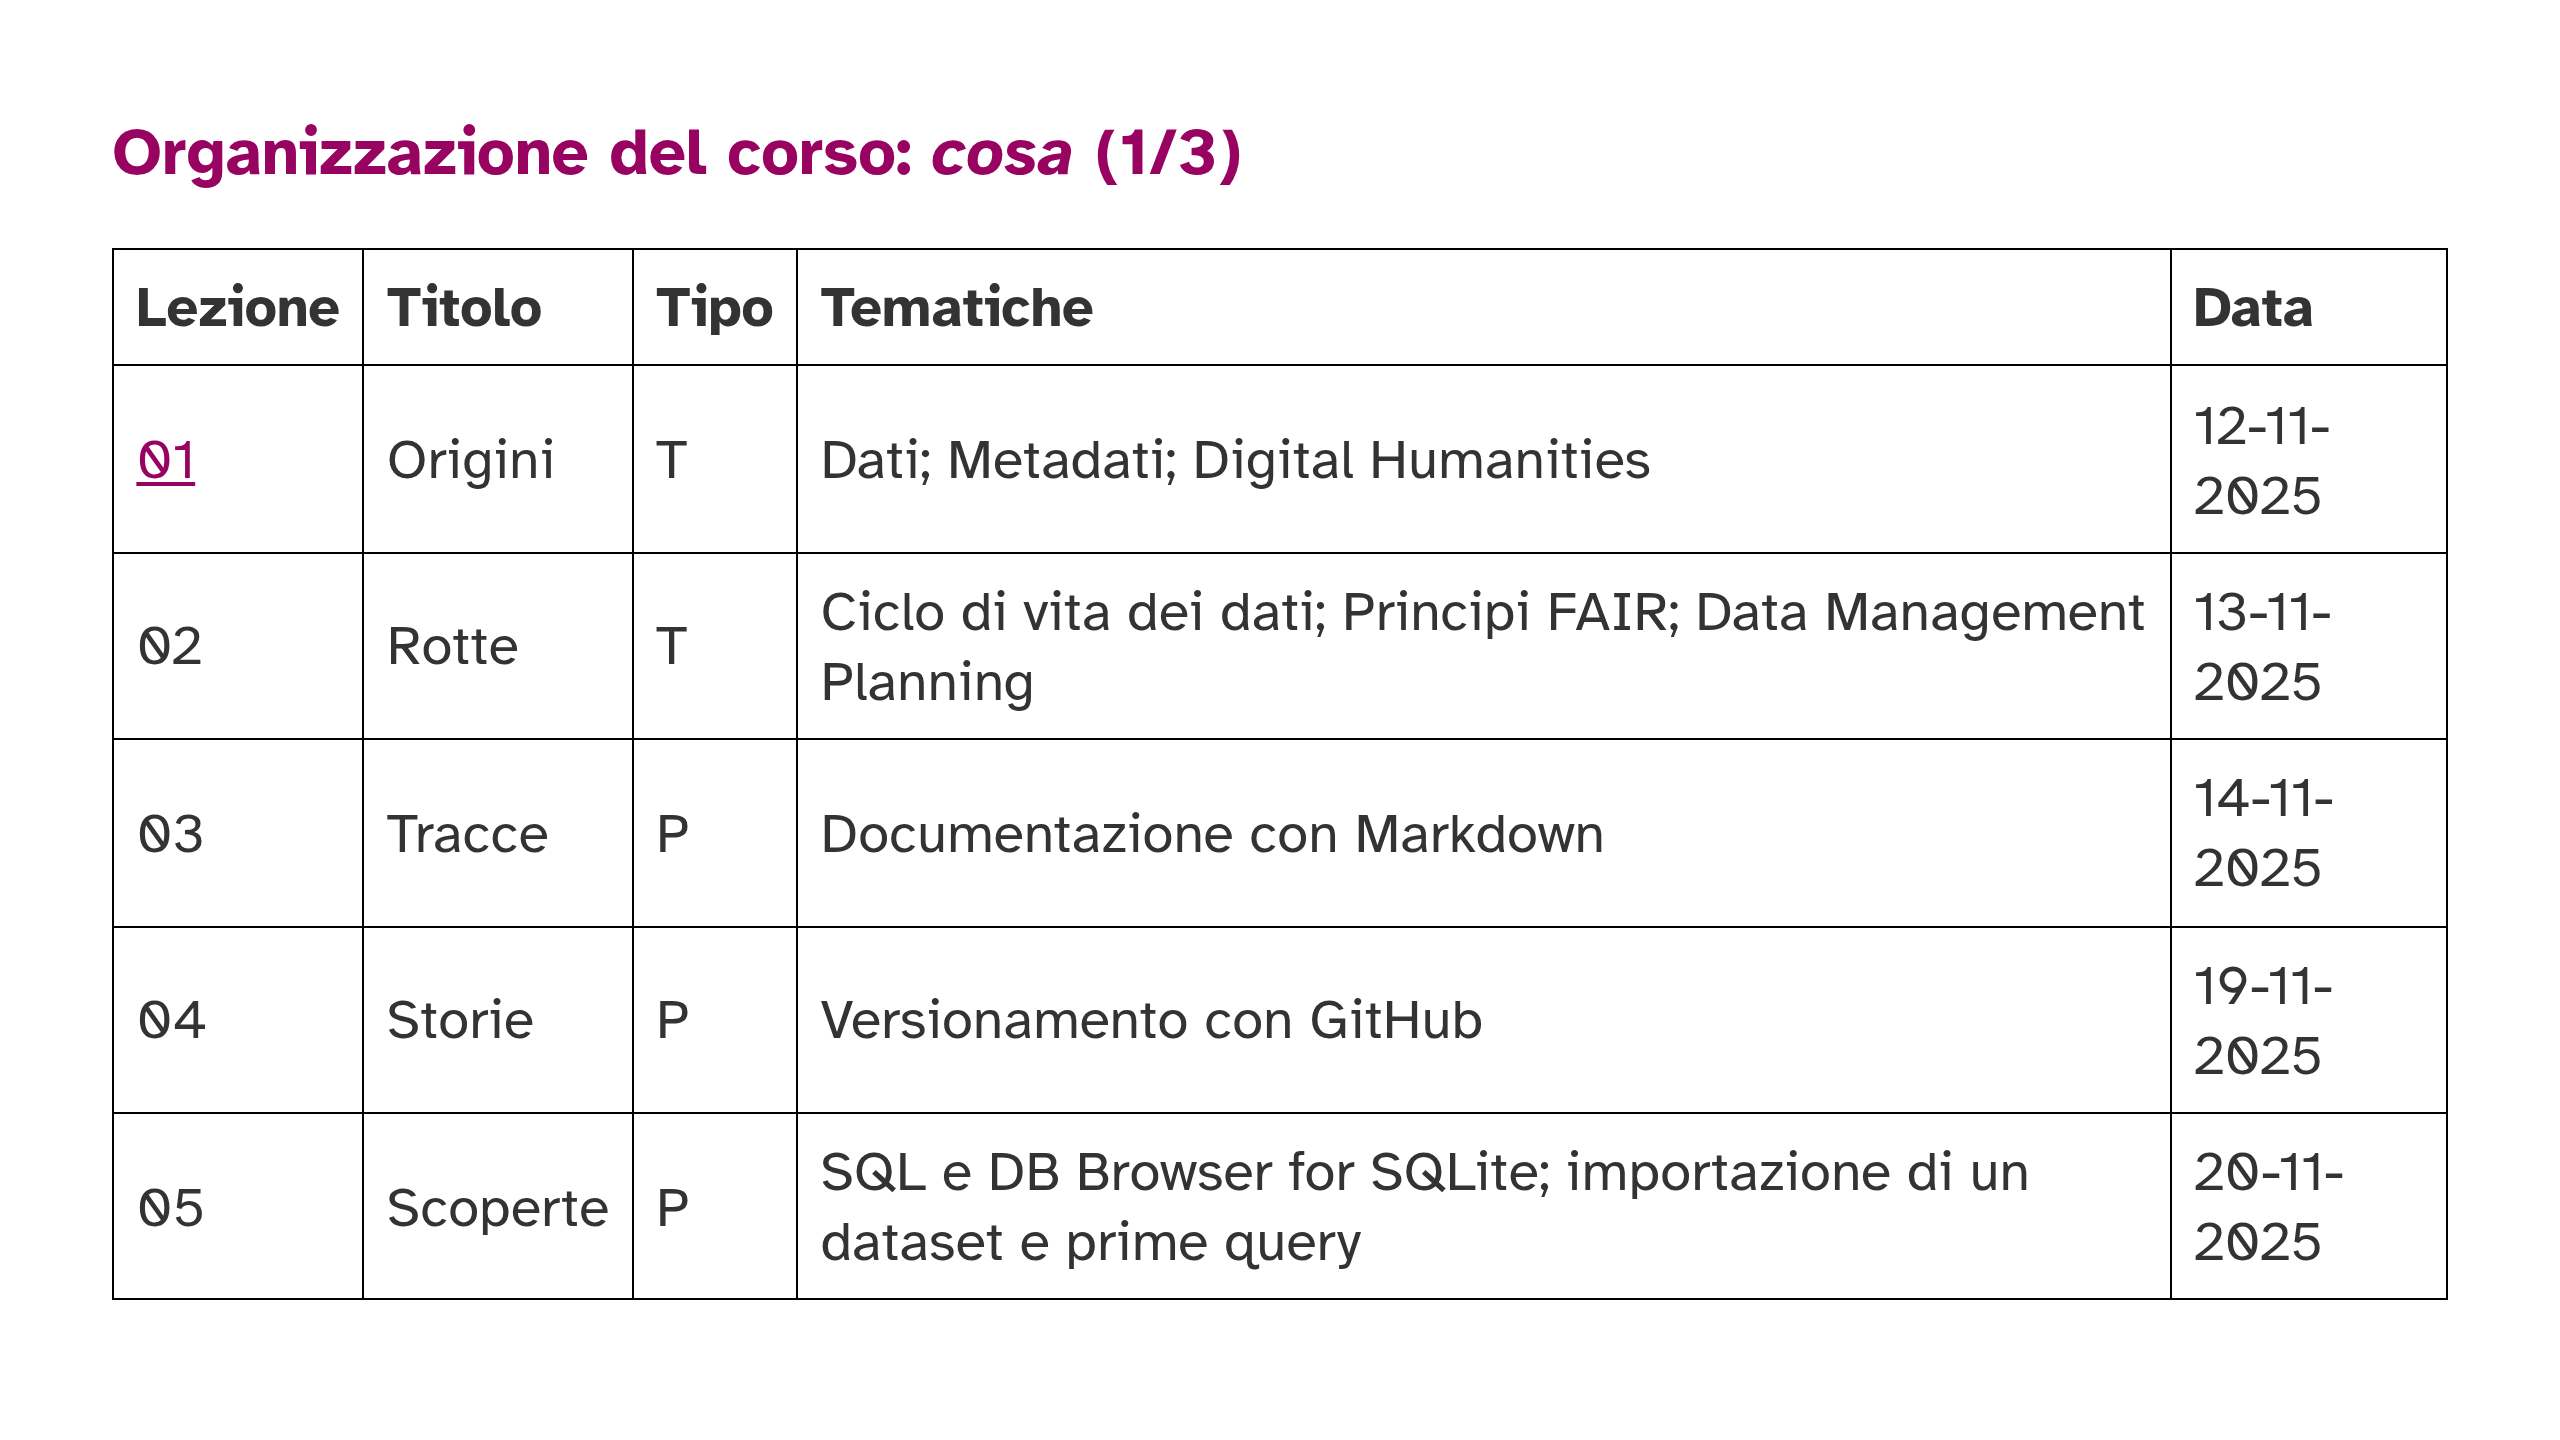 Organizzazione del corso: cosa (1/3)
Lezione Titolo Tipo Tematiche Data
01 Origini T Dati; Metadati; Digital Humanities 12-11-
2025
02 Rotte T Ciclo di vita dei dati; Principi FAIR; Data Management
Planning 13-11-
2025
03 Tracce P Documentazione con Markdown 14-11-
2025
04 Storie P Versionamento con GitHub 19-11-
2025
05 Scoperte P SQL e DB Browser for SQLite; importazione di un
dataset e prime query 20-11-
2025